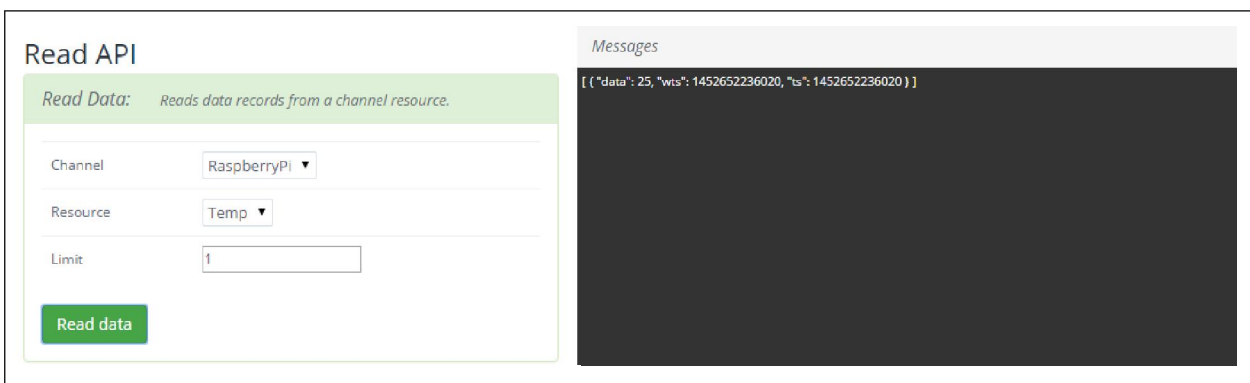 Read API
Read Data: Reads data records from a channel resource.
Channel RaspberryPi
Resource Temp
Limit 1
Read data
Messages
[ { "data": 25, "wts": 1452652236020, "ts": 1452652236020 } ]